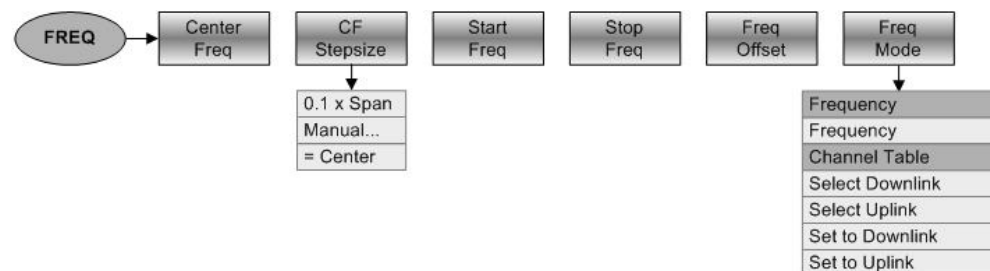 FREQ
Center
Freq
CF
Stepsize
Start
Freq
Stop
Freq
Freq
Offset
Freq
Mode
0.1 x Span
Manual...
= Center
Frequency
Frequency
Channel Table
Select Downlink
Select Uplink
Set to Downlink
Set to Uplink